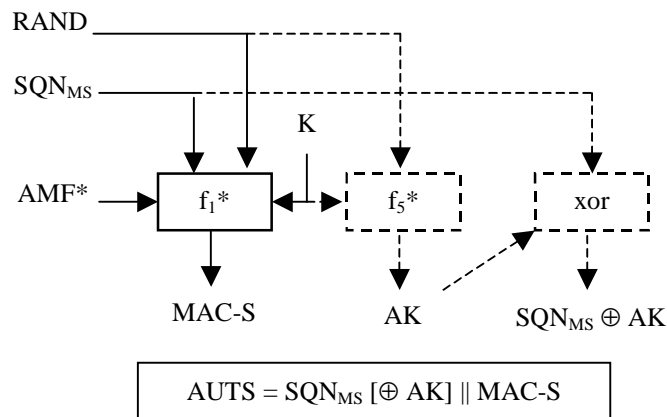 RAND
SQN_MS
K
AMF*
f₁*
f₅*
xor
MAC-S
AK
SQN_MS ⊕ AK
AUTS = SQN_MS [⊕ AK] || MAC-S